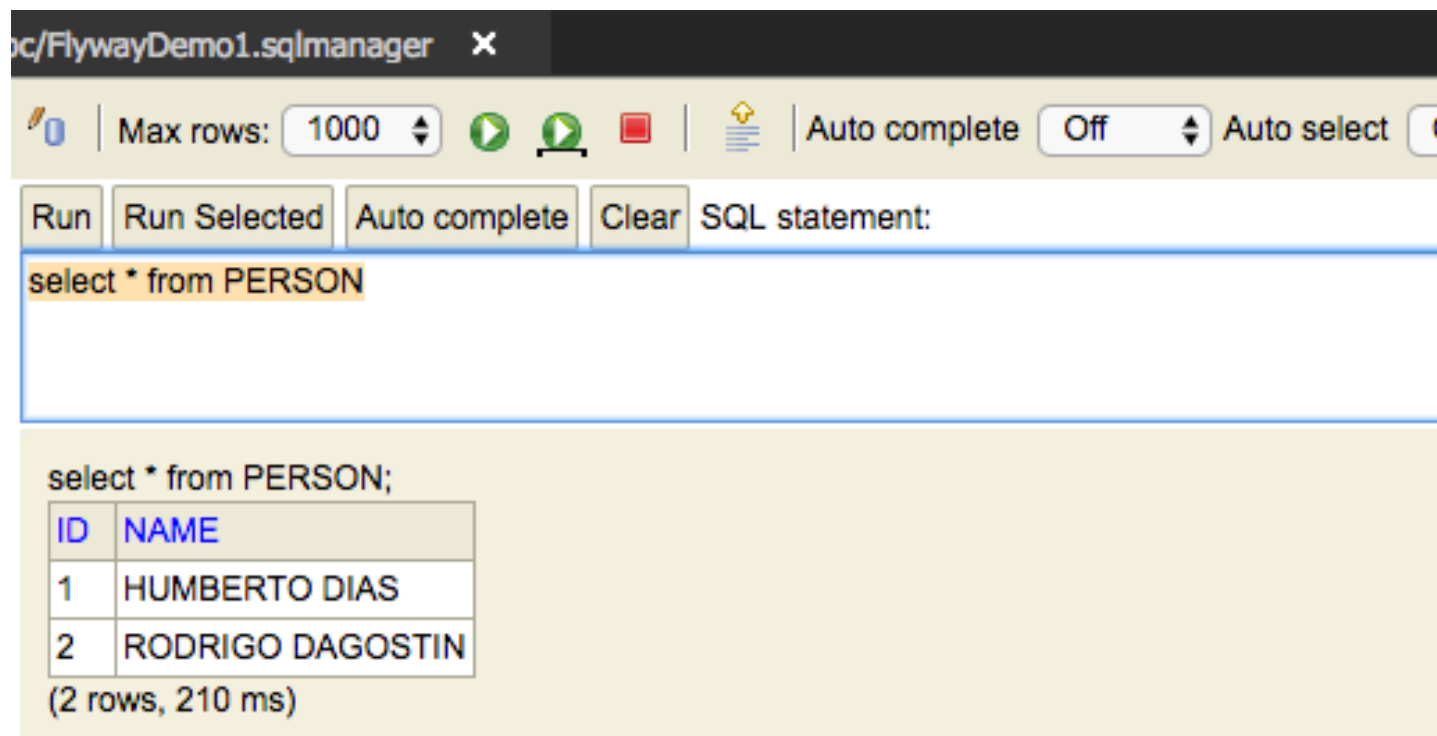 oc/FlywayDemo1.sqlmanager ×
Max rows: 1000 Auto complete Off Auto select
Run Run Selected Auto complete Clear SQL statement:
select * from PERSON
select * from PERSON;
ID NAME
1 HUMBERTO DIAS
2 RODRIGO DAGOSTIN
(2 rows, 210 ms)